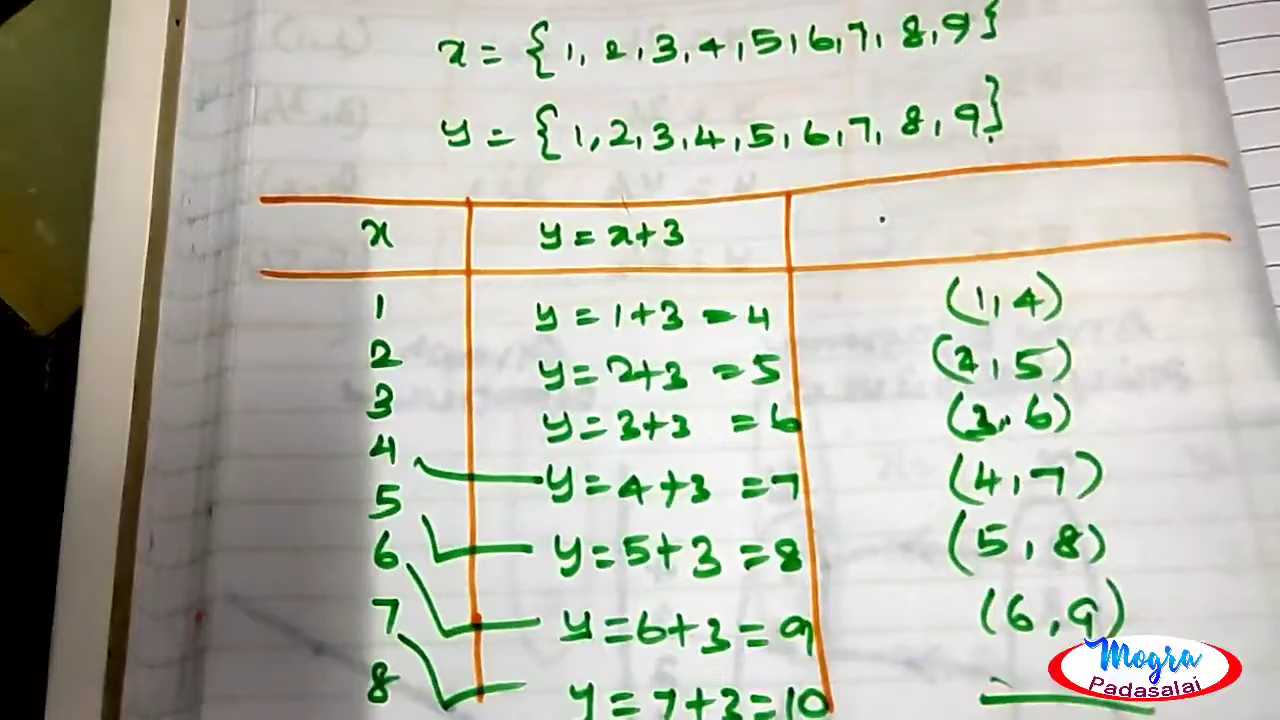 x = {1, 2, 3, 4, 5, 6, 7, 8, 9}
y = {1, 2, 3, 4, 5, 6, 7, 8, 9}
x y = x+3
1 y = 1+3 = 4 (1, 4)
2 y = 2+3 = 5 (2, 5)
3 y = 3+3 = 6 (3, 6)
4 y = 4+3 = 7 (4, 7)
5 y = 5+3 = 8 (5, 8)
6 y = 6+3 = 9 (6, 9)
7 y = 7+3 = 10
8
Mogra
Padasalai